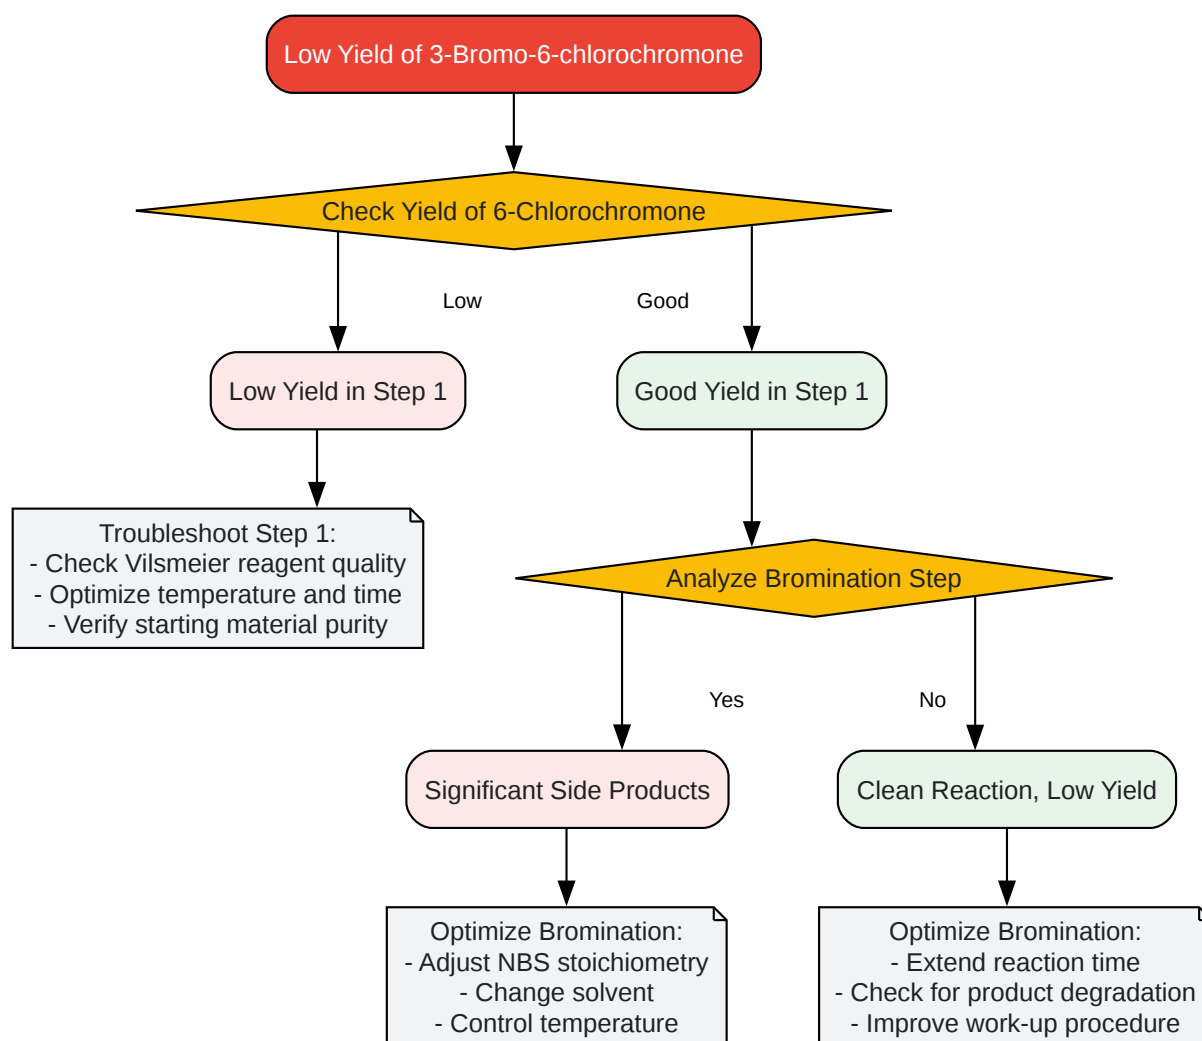 Low Yield of 3-Bromo-6-chlorochromone
Check Yield of 6-Chlorochromone
Low
Good
Low Yield in Step 1
Good Yield in Step 1
Troubleshoot Step 1:
- Check Vilsmeier reagent quality
- Optimize temperature and time
- Verify starting material purity
Analyze Bromination Step
Yes
No
Significant Side Products
Clean Reaction, Low Yield
Optimize Bromination:
- Adjust NBS stoichiometry
- Change solvent
- Control temperature
Optimize Bromination:
- Extend reaction time
- Check for product degradation
- Improve work-up procedure